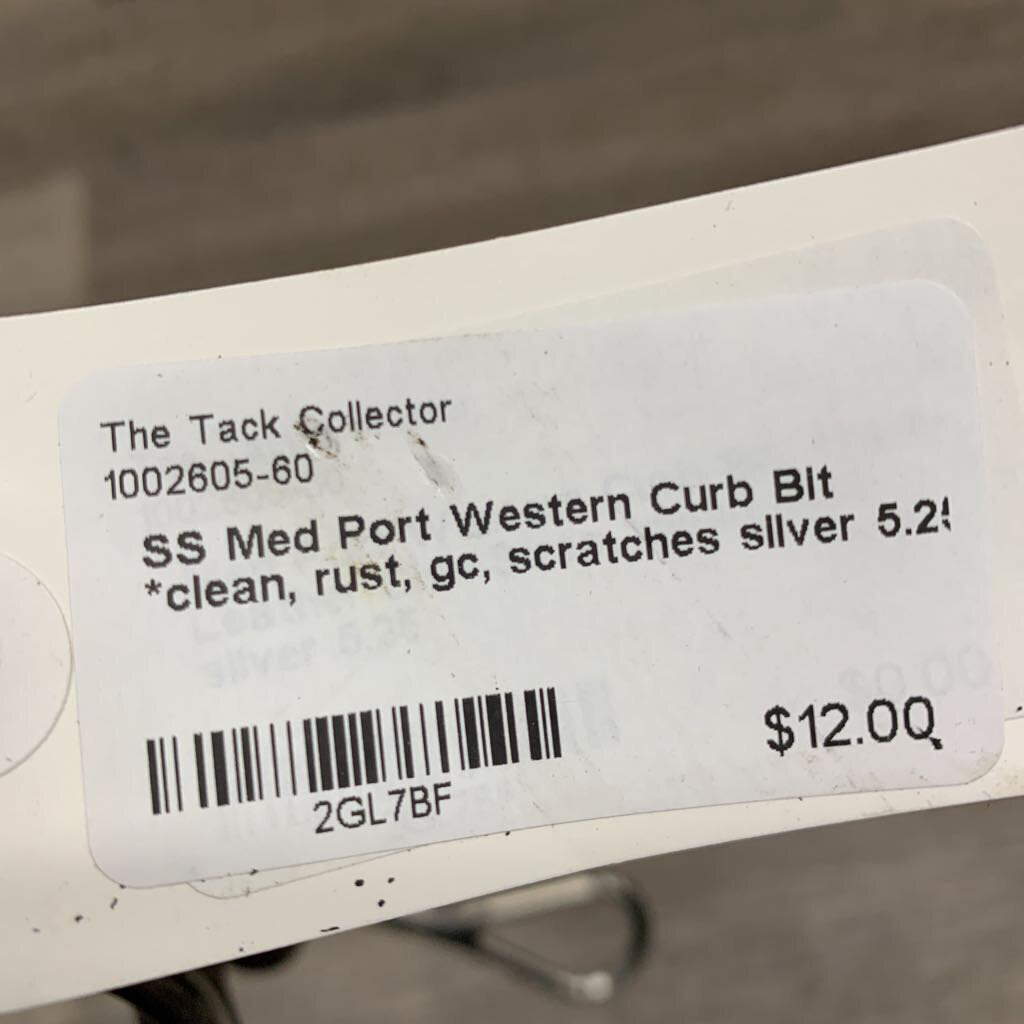 The Tack Collector
1002605-60
SS Med Port Western Curb Bit
*clean, rust, gc, scratches silver
2GL7BF
$12.00